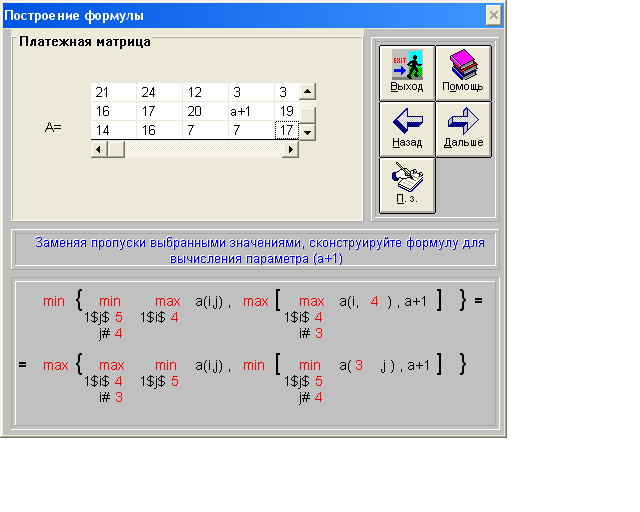 Построение формулы
Платежная матрица
21 24 12 3 3
16 17 20 a+1 19
A=
14 16 7 7 17
Выход Помощь
Назад Дальше
П. з.
Заменяя пропуски выбранными значениями, сконструируйте формулу для
вычисления параметра (a+1)
min { min max a(i,j) , max [ max a(i, 4 ) , a+1 ] } =
1$j$ 5 1$i$ 4 1$i$ 4
j# 4 i# 3
= max { max min a(i,j) , min [ min a( 3 j ) , a+1 ] }
1$i$ 4 1$j$ 5 1$j$ 5
i# 3 j# 4